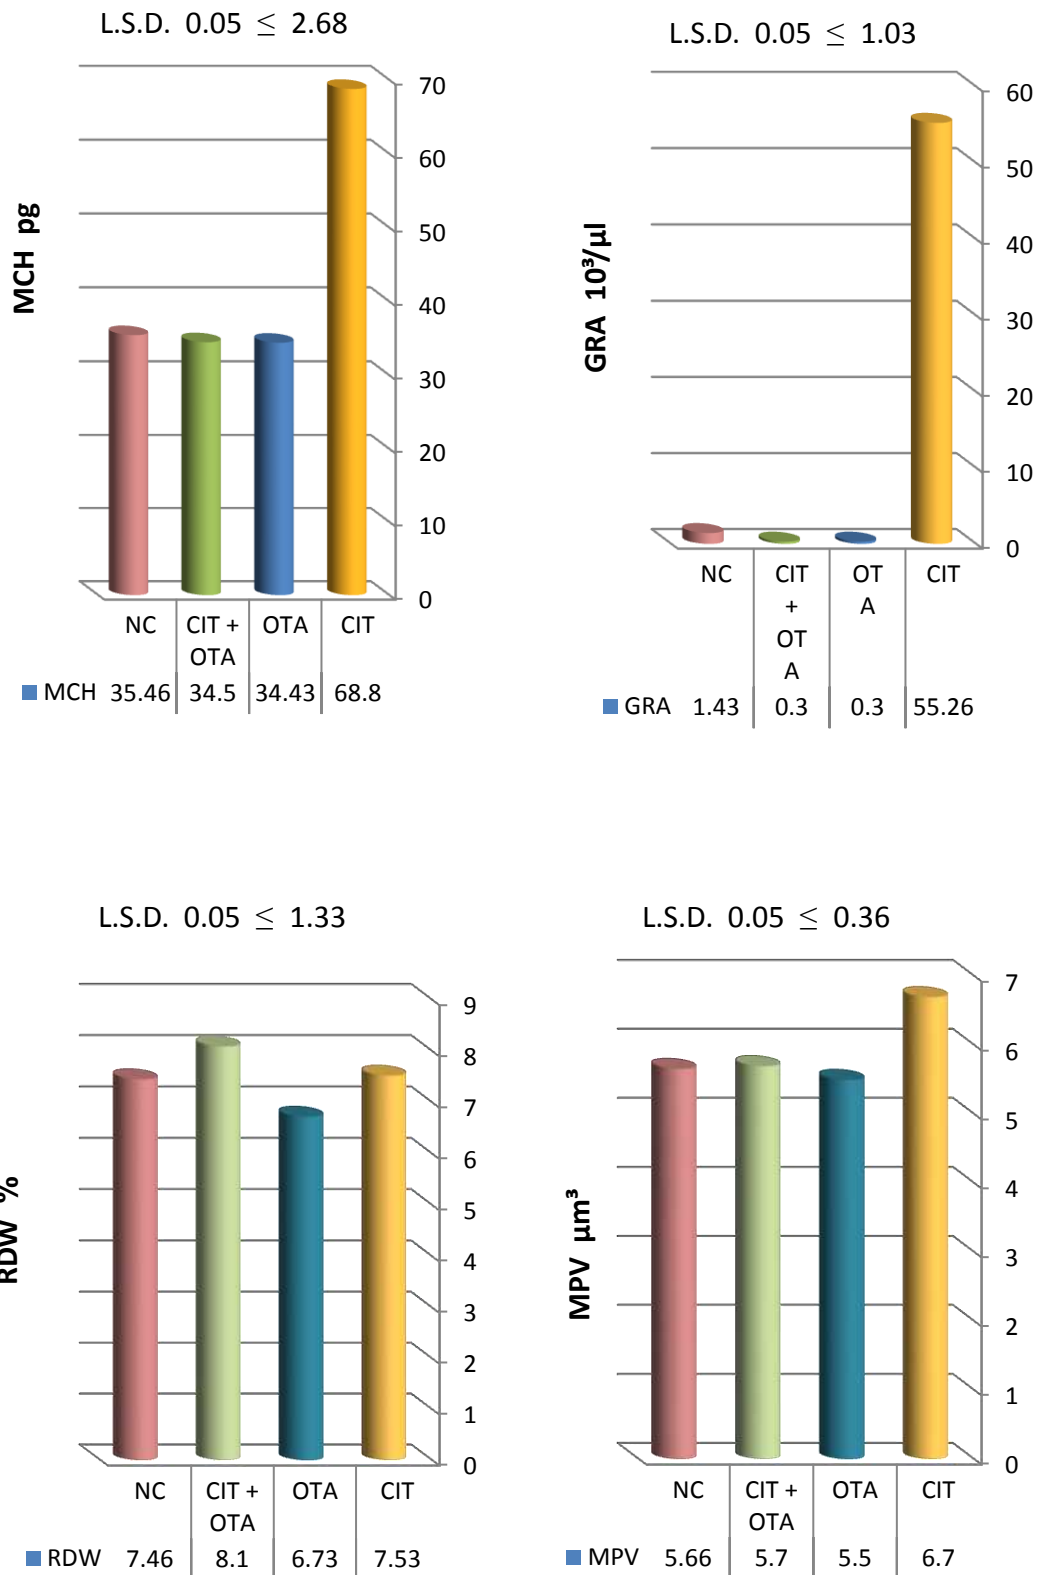 L.S.D. 0.05 ≤ 2.68
MCH pg
70
60
50
40
30
20
10
0
NC CIT + OTA CIT
OTA
MCH 35.46 34.5 34.43 68.8
L.S.D. 0.05 ≤ 1.03
GRA 10³/µl
60
50
40
30
20
10
0
NC CIT OT CIT
+ A
OT
A
GRA 1.43 0.3 0.3 55.26
L.S.D. 0.05 ≤ 1.33
RDW %
9
8
7
6
5
4
3
2
1
0
NC CIT + OTA CIT
OTA
RDW 7.46 8.1 6.73 7.53
L.S.D. 0.05 ≤ 0.36
MPV µm³
7
6
5
4
3
2
1
0
NC CIT + OTA CIT
OTA
MPV 5.66 5.7 5.5 6.7